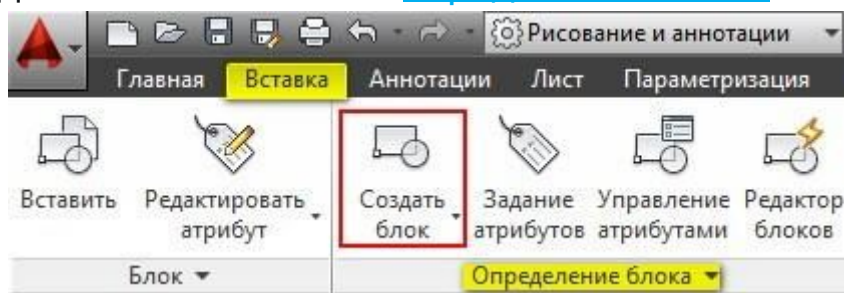 Рисование и аннотации
Главная Вставка Аннотации Лист Параметризация
Вставить Редактировать атрибут Создать блок Задание атрибутов Управление атрибутами Редактор блоков
Блок Определение блока